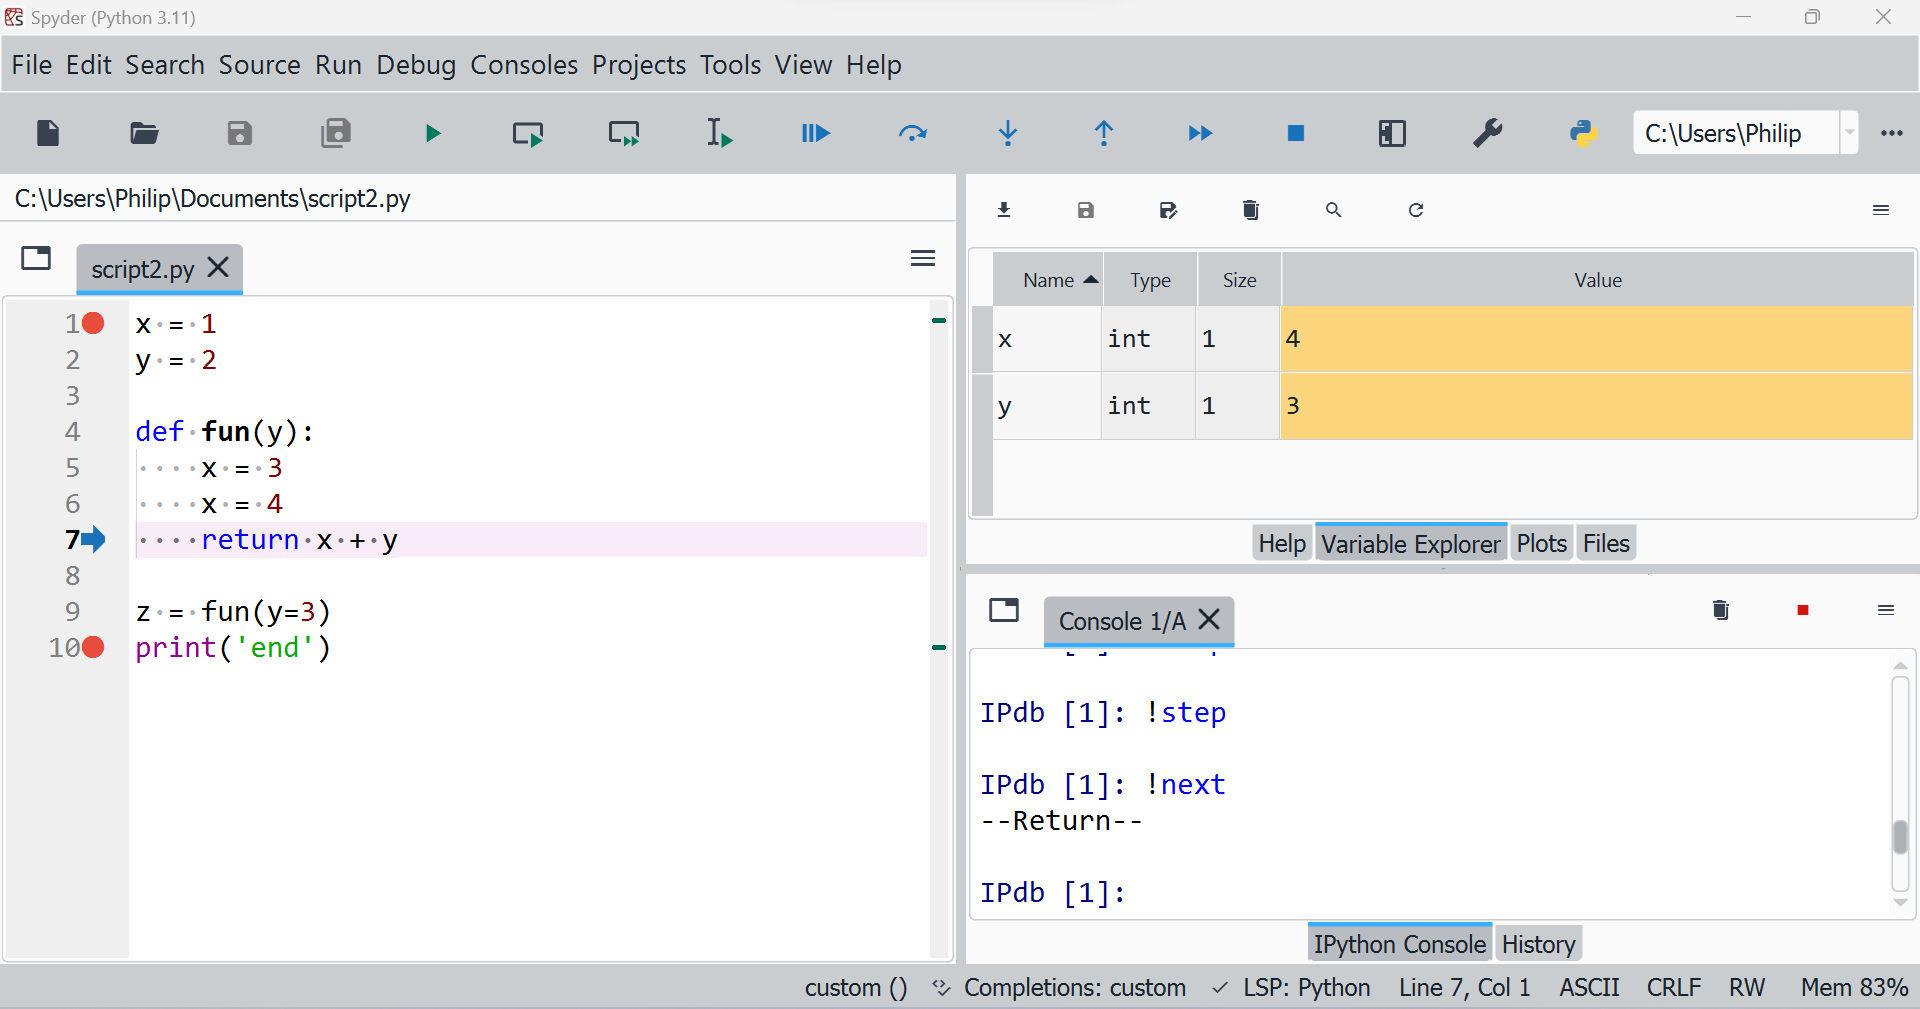 Spyder (Python 3.11)
File Edit Search Source Run Debug Consoles Projects Tools View Help
C:\Users\Philip
C:\Users\Philip\Documents\script2.py
script2.py
1 x = 1
2 y = 2
3
4 def fun(y):
5 x = 3
6 x = 4
7 return x + y
8
9 z = fun(y=3)
10 print('end')
Name Type Size Value
x int 1 4
y int 1 3
Help Variable Explorer Plots Files
Console 1/A
IPdb [1]: !step
IPdb [1]: !next
--Return--
IPdb [1]:
IPython Console History
custom () Completions: custom LSP: Python Line 7, Col 1 ASCII CRLF RW Mem 83%